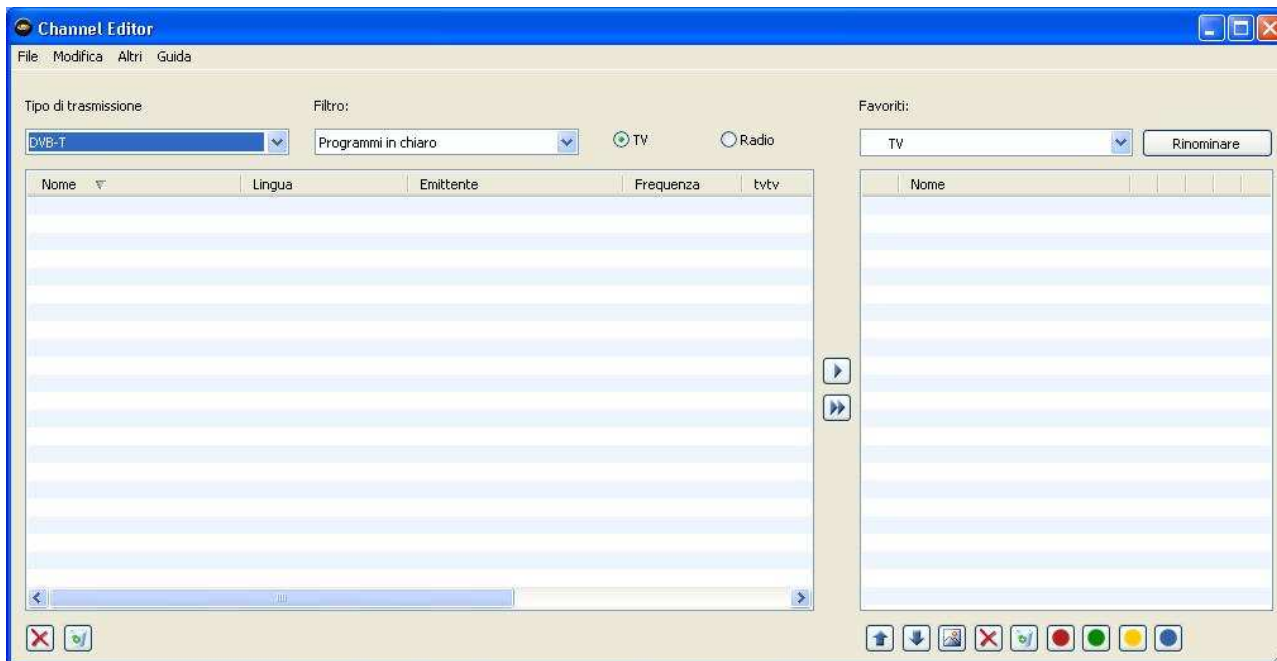 Channel Editor
File Modifica Altri Guida
Tipo di trasmissione Filtro: Favoriti:
DVB-T Programmi in chiaro TV Radio TV Rinominare
Nome Lingua Emittente Frequenza tvtv Nome